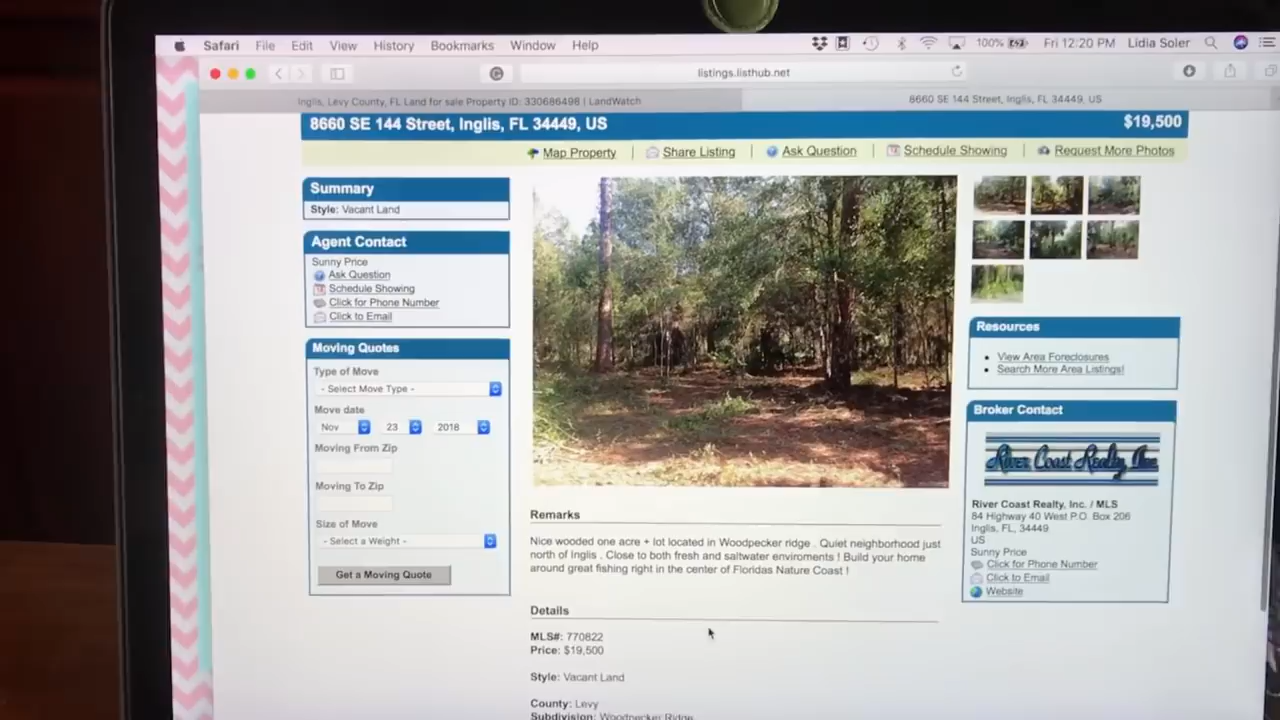 Safari File Edit View History Bookmarks Window Help 100% Fri 12:20 PM Lidia Soler
listings.listhub.net
Inglis, Levy County, FL Land for sale Property ID: 330686498 | LandWatch
8660 SE 144 Street, Inglis, FL 34449, US
8660 SE 144 Street, Inglis, FL 34449, US $19,500
Map Property | Share Listing | Ask Question | Schedule Showing | Request More Photos
Summary
Style: Vacant Land
Agent Contact
Sunny Price
Ask Question
Schedule Showing
Click for Phone Number
Click to Email
Moving Quotes
Type of Move
- Select Move Type -
Move date
Nov 23 2018
Moving From Zip
Moving To Zip
Size of Move
- Select a Weight -
Get a Moving Quote
Remarks
Nice wooded one acre + lot located in Woodpecker ridge . Quiet neighborhood just
north of Inglis . Close to both fresh and saltwater enviroments ! Build your home
around great fishing right in the center of Floridas Nature Coast !
Details
MLS#: 770822
Price: $19,500
Style: Vacant Land
County: Levy
Subdivision: Woodpecker Ridge
Resources
View Area Foreclosures
Search More Area Listings!
Broker Contact
River Coast Realty, Inc.
River Coast Realty, Inc. / MLS
84 Highway 40 West P.O. Box 206
Inglis, FL, 34449
US
Sunny Price
Click for Phone Number
Click to Email
Website